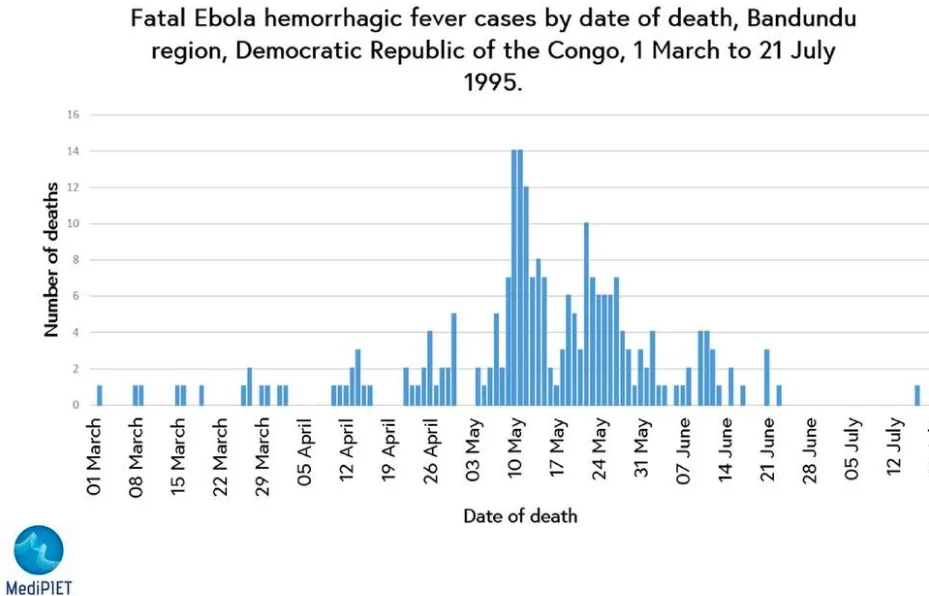 Fatal Ebola hemorrhagic fever cases by date of death, Bandundu
region, Democratic Republic of the Congo, 1 March to 21 July
1995.
Number of deaths
16
14
12
10
8
6
4
2
0
01 March
08 March
15 March
22 March
29 March
05 April
12 April
19 April
26 April
03 May
10 May
17 May
24 May
31 May
07 June
14 June
21 June
28 June
05 July
12 July
Date of death
MediPIET